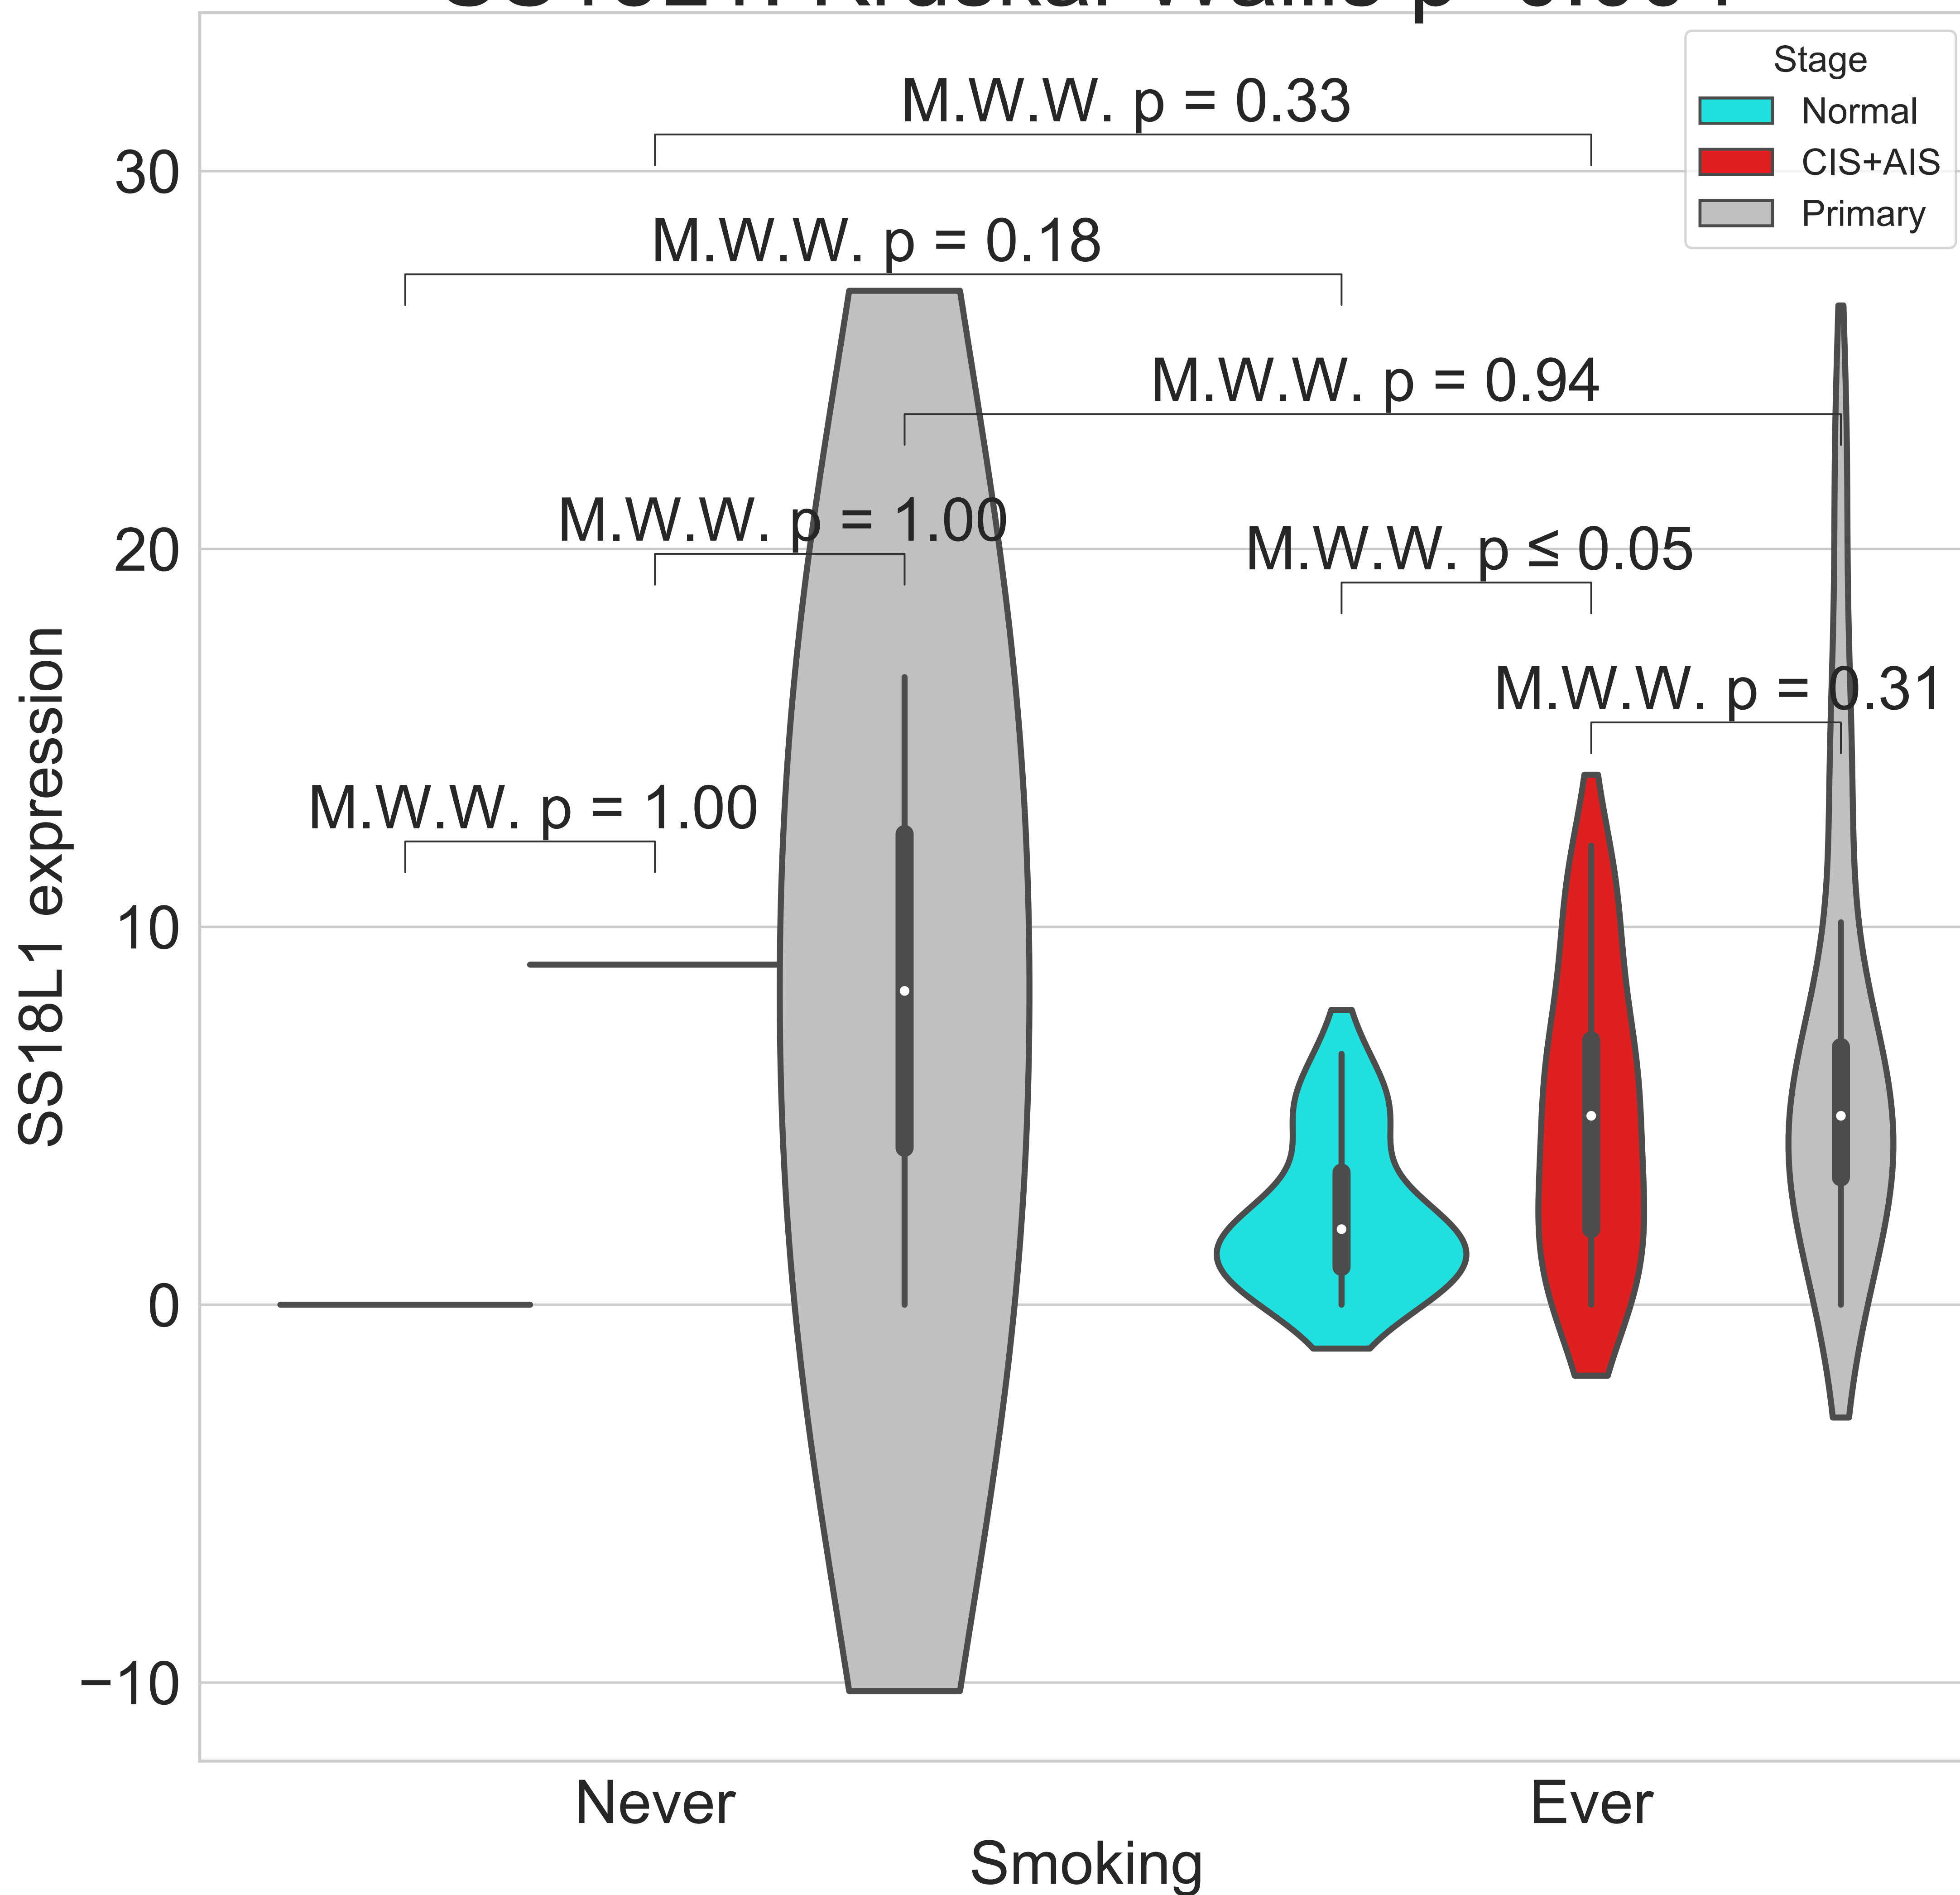 M.W.W. p = 0.33
Stage
Normal
CIS+AIS
Primary
30
M.W.W. p = 0.18
M.W.W. p = 0.94
M.W.W. p = 1.00
20
M.W.W. p ≤ 0.05
M.W.W. p = 0.31
M.W.W. p = 1.00
10
0
−10
SS18L1 expression
Never
Ever
Smoking